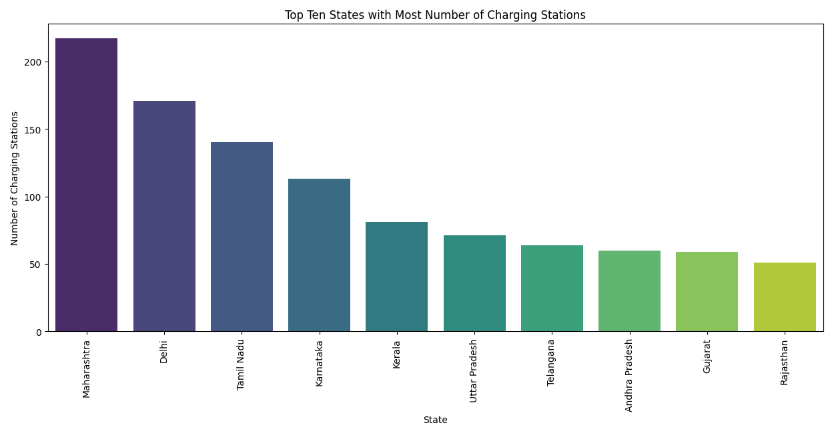 Top Ten States with Most Number of Charging Stations
Number of Charging Stations
200
150
100
50
0
Maharashtra
Delhi
Tamil Nadu
Karnataka
Kerala
Uttar Pradesh
Telangana
Andhra Pradesh
Gujarat
Rajasthan
State